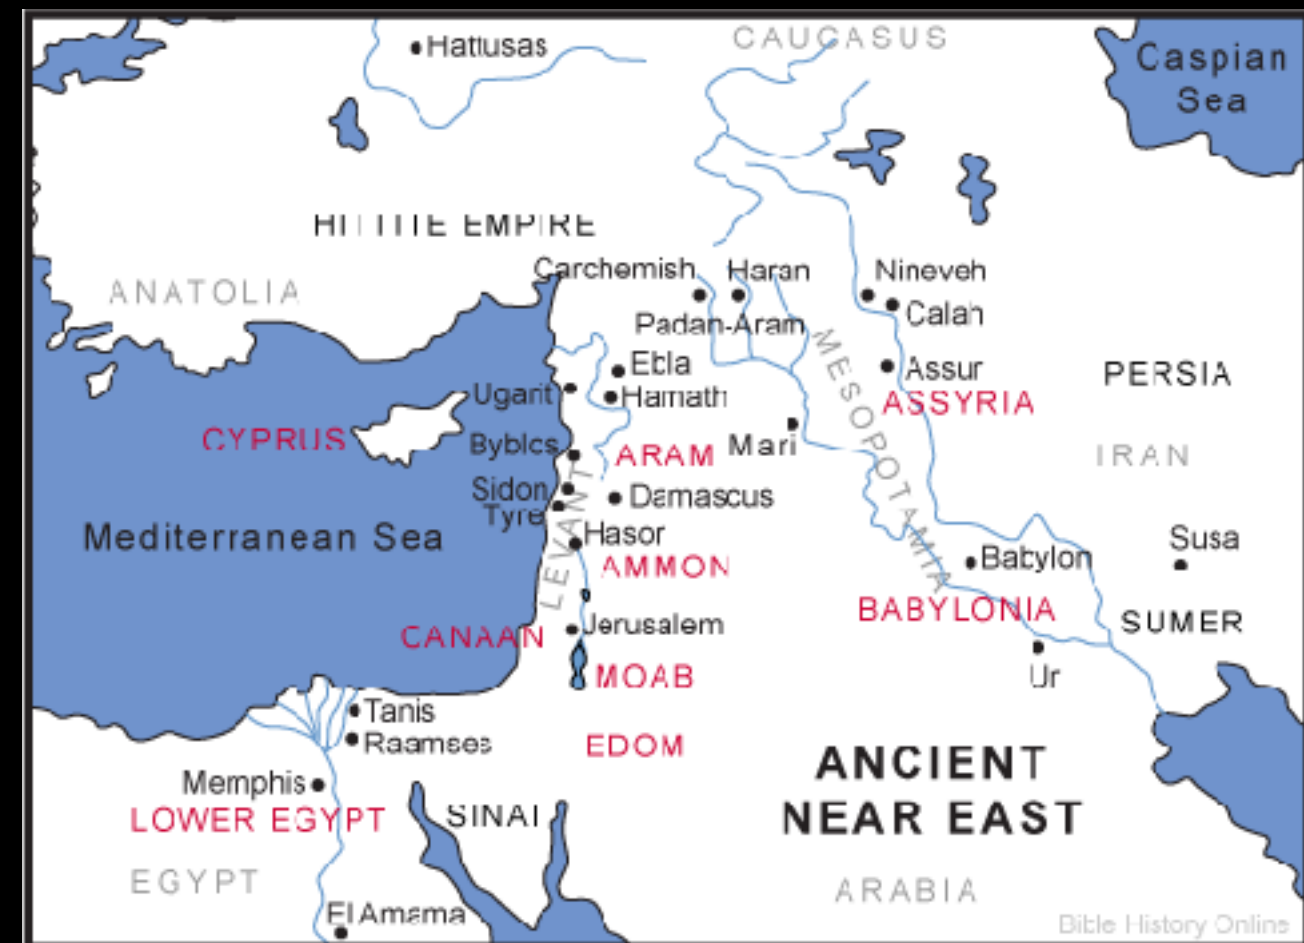 Hattusas
CAUCASUS
Caspian
Sea
HITTITE EMPIRE
ANATOLIA
Carchemish
Haran
Nineveh
Calah
Padan-Aram
MESOPOTAMIA
Ebla
Assur
PERSIA
Ugarit
Hamath
ASSYRIA
CYPRUS
Byblos
ARAM
Mari
IRAN
Sidon
Damascus
Tyre
LEVANT
Mediterranean Sea
Hasor
Susa
AMMON
Babylon
BABYLONIA
SUMER
CANAAN
Jerusalem
MOAB
Ur
Tanis
Raamses
EDOM
ANCIENT
NEAR EAST
Memphis
LOWER EGYPT
SINAI
EGYPT
ARABIA
El Amama
Bible History Online